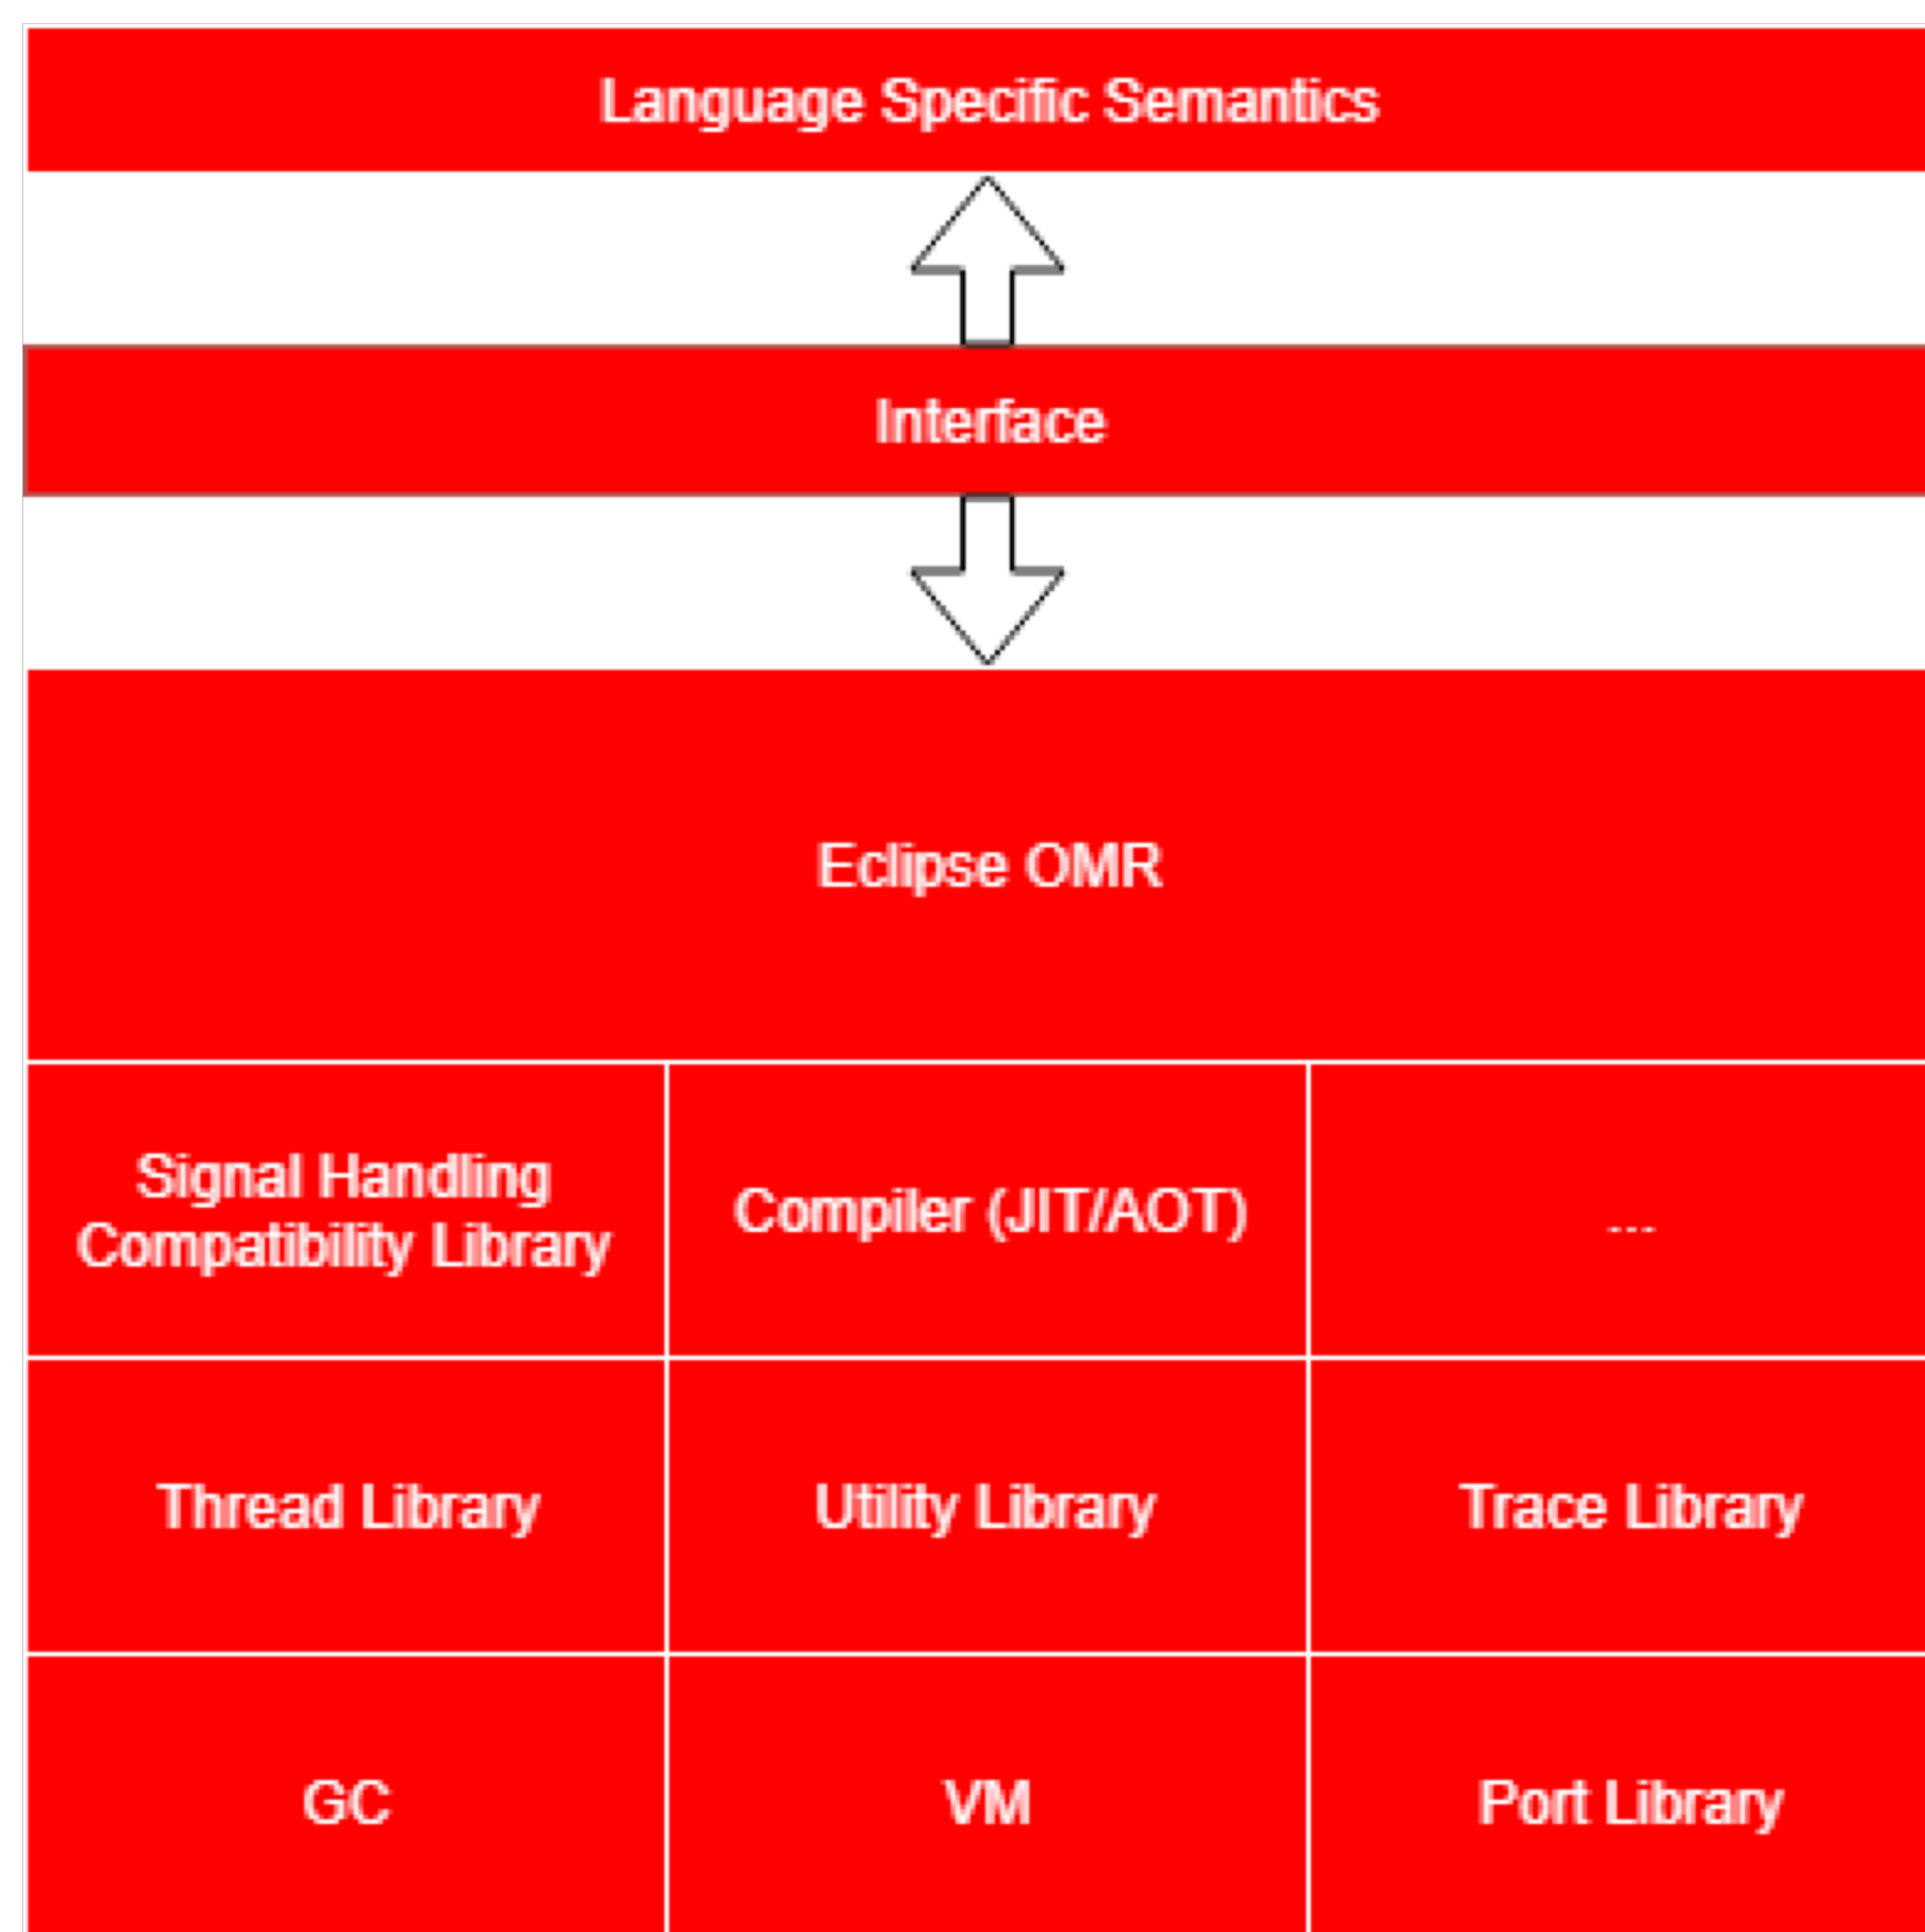 Language Specific Semantics
Interface
Eclipse OMR
Signal Handling
Compatibility Library
Compiler (JIT/AOT)
...
Thread Library
Utility Library
Trace Library
GC
VM
Port Library